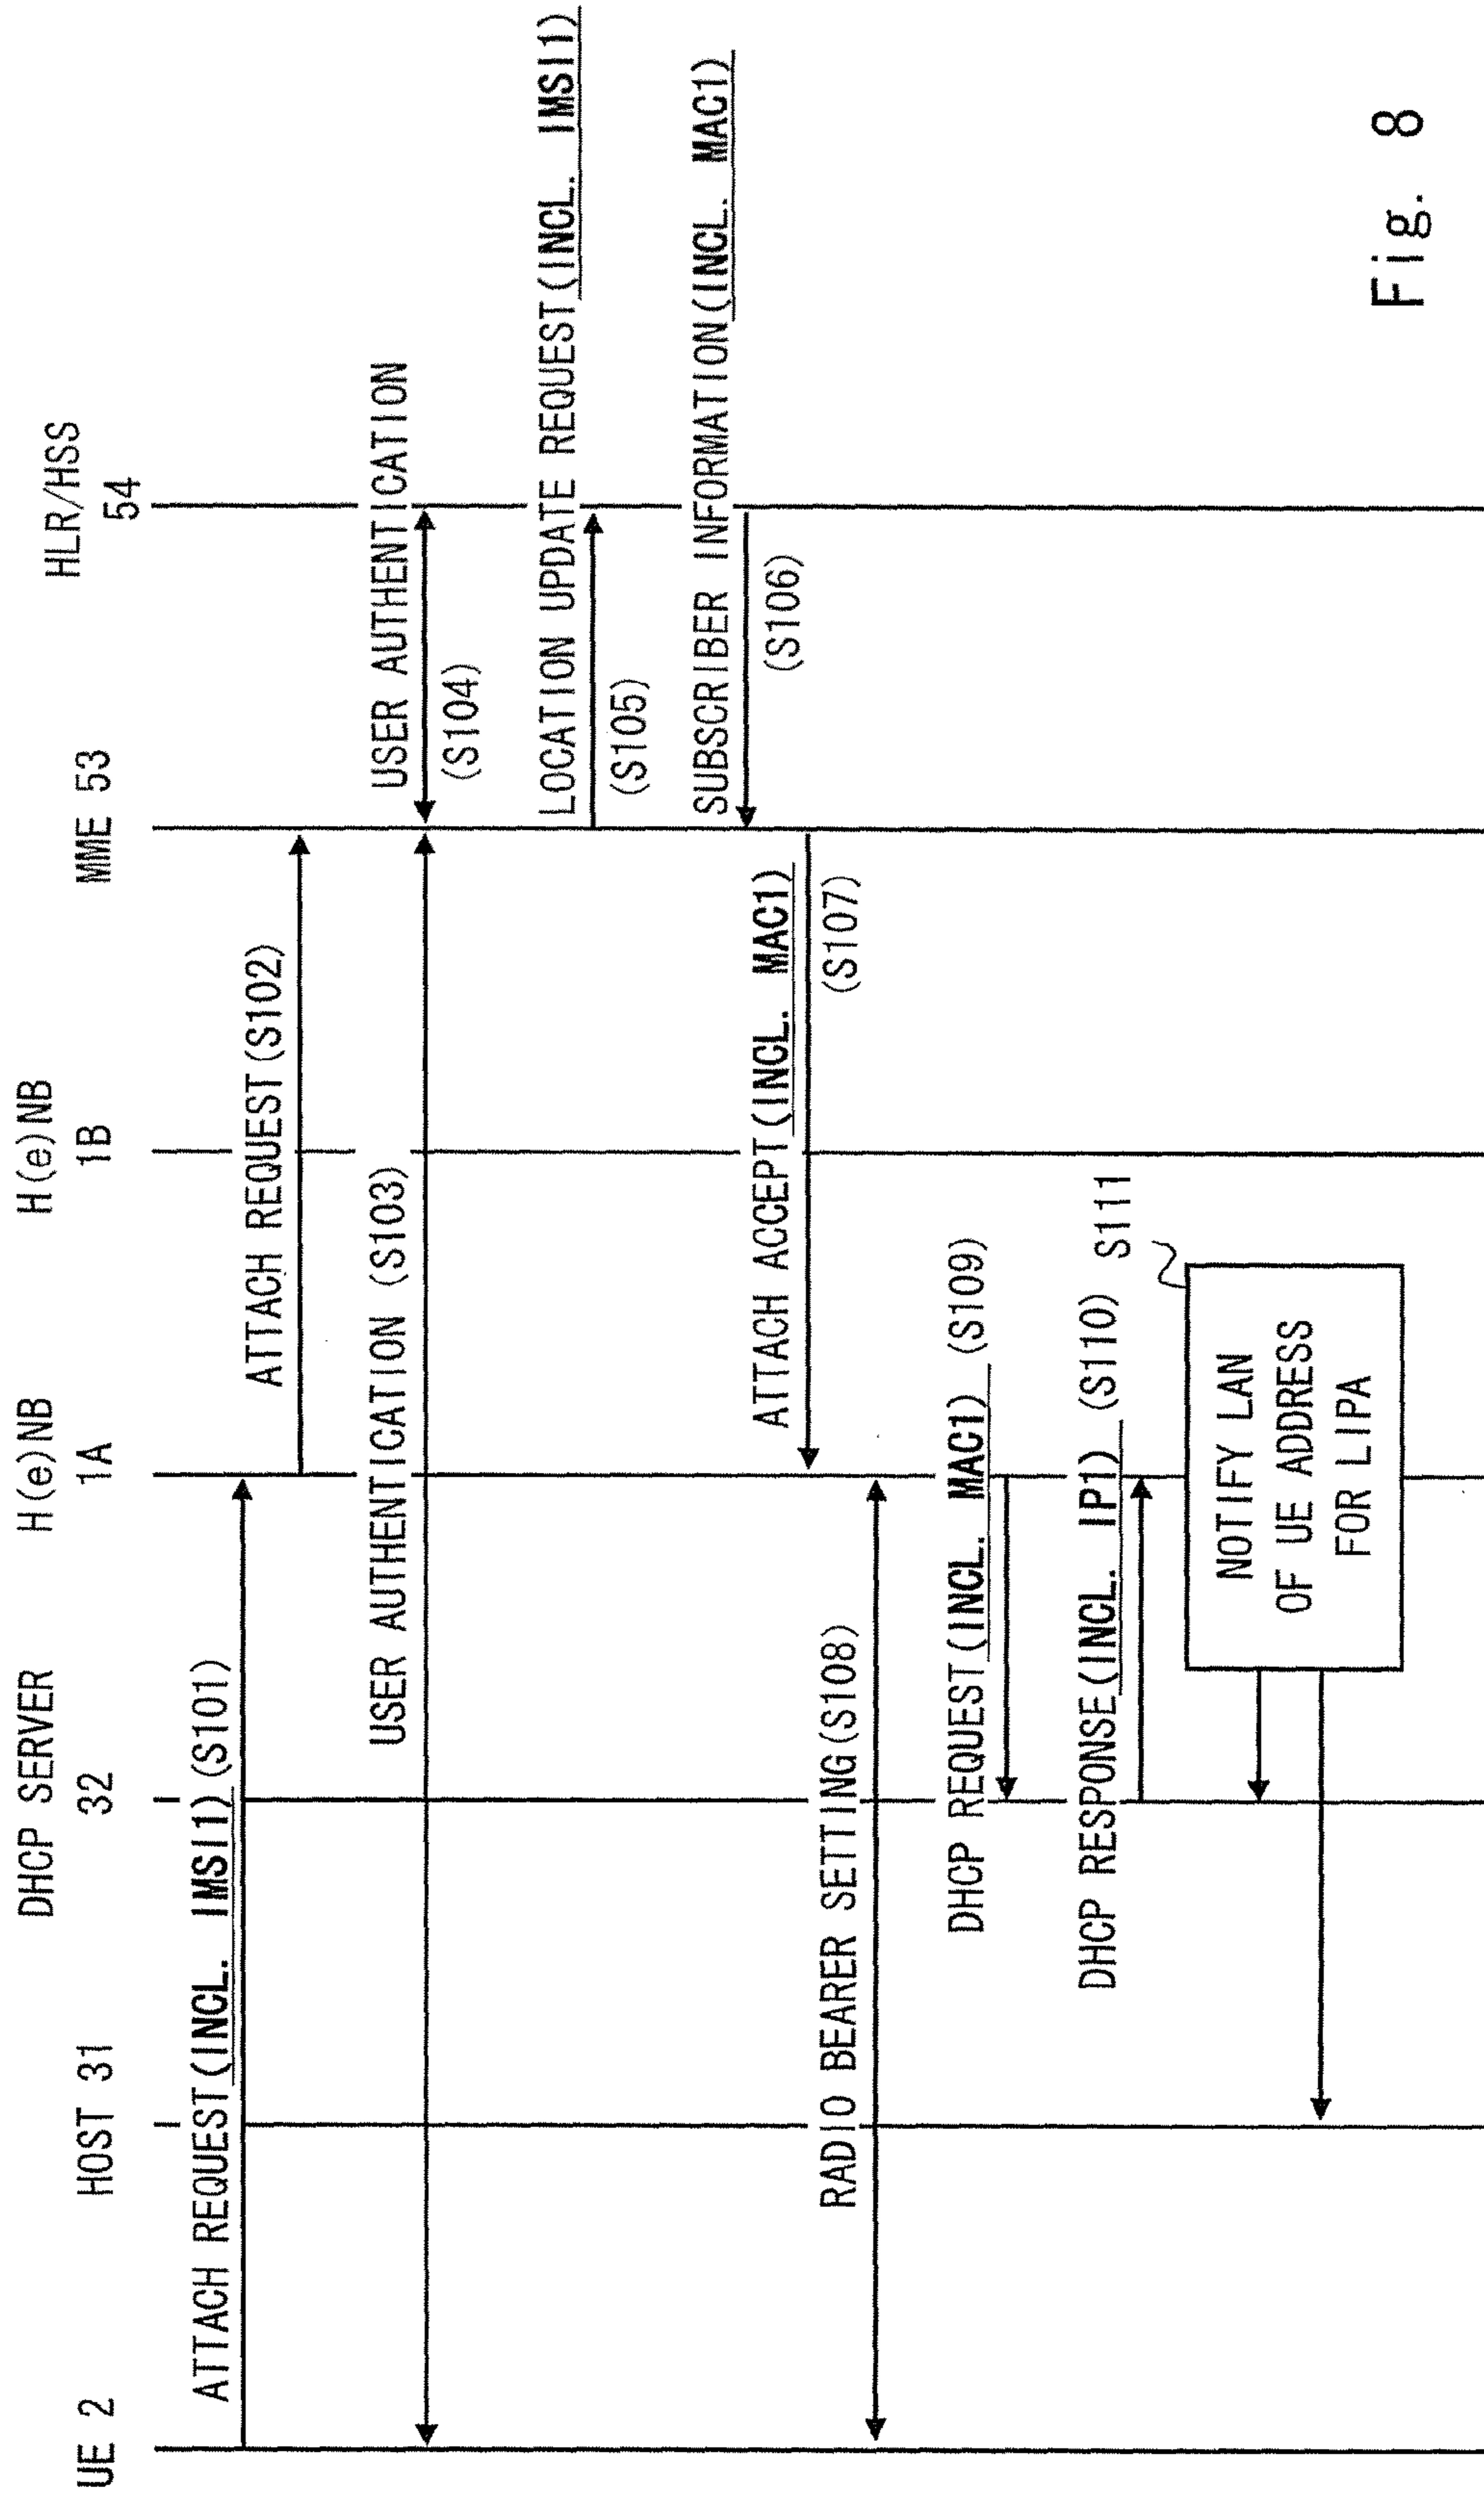 UE 2
HOST 31
DHCP SERVER
32
H(e)NB
1A
H(e)NB
1B
MME 53
HLR/HSS
54
ATTACH REQUEST(INCL. IMSI1)(S101)
ATTACH REQUEST(S102)
USER AUTHENTICATION (S103)
USER AUTHENTICATION
(S104)
LOCATION UPDATE REQUEST(INCL. IMSI1)
(S105)
SUBSCRIBER INFORMATION(INCL. MAC1)
(S106)
ATTACH ACCEPT(INCL. MAC1)
(S107)
RADIO BEARER SETTING(S108)
DHCP REQUEST(INCL. MAC1) (S109)
DHCP RESPONSE(INCL. IP1) (S110)
S111
NOTIFY LAN
OF UE ADDRESS
FOR LIPA
Fig. 8